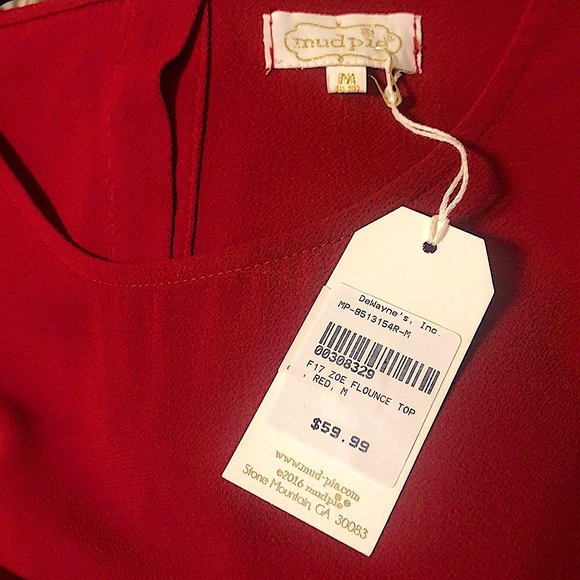 mudpie®
M
DeWayne's, Inc.
MP-8513154R-M
00308329
F17 ZOE FLOUNCE TOP
, RED, M
$59.99
www.mud-pie.com
©2016 mudpie®
Stone Mountain, GA 30083